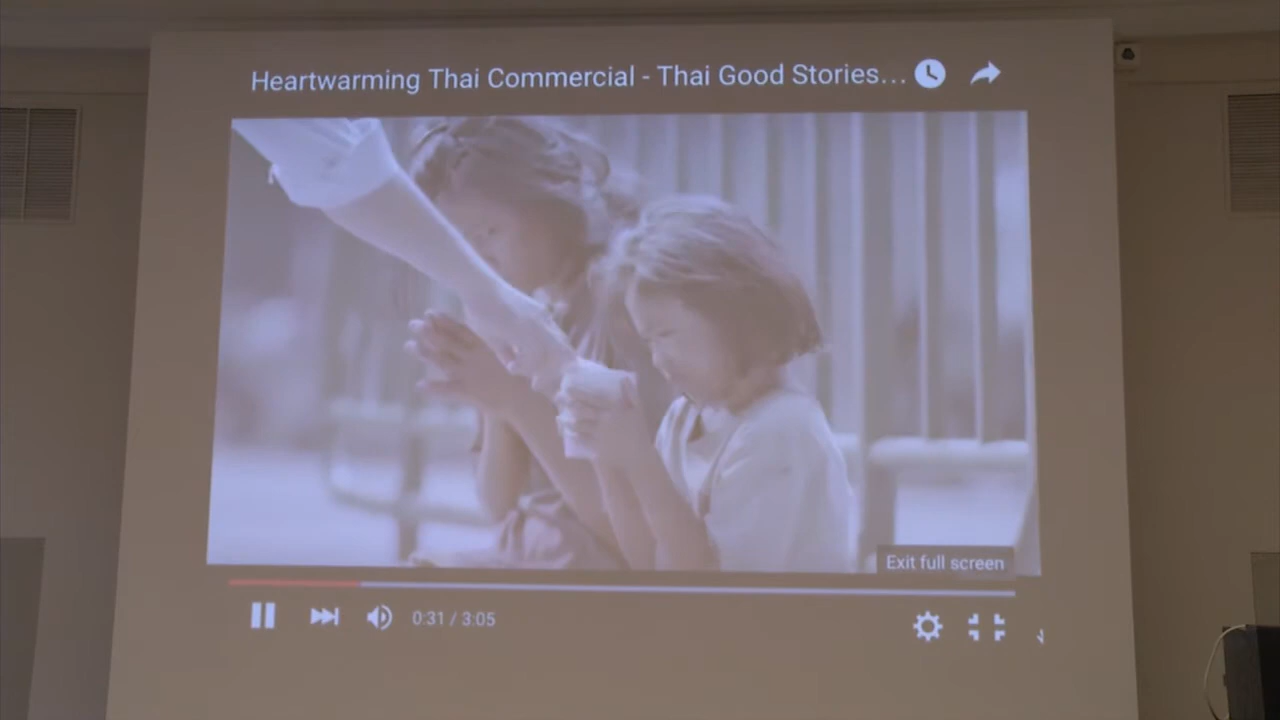 Heartwarming Thai Commercial - Thai Good Stories...
Exit full screen
0:31 / 3:05